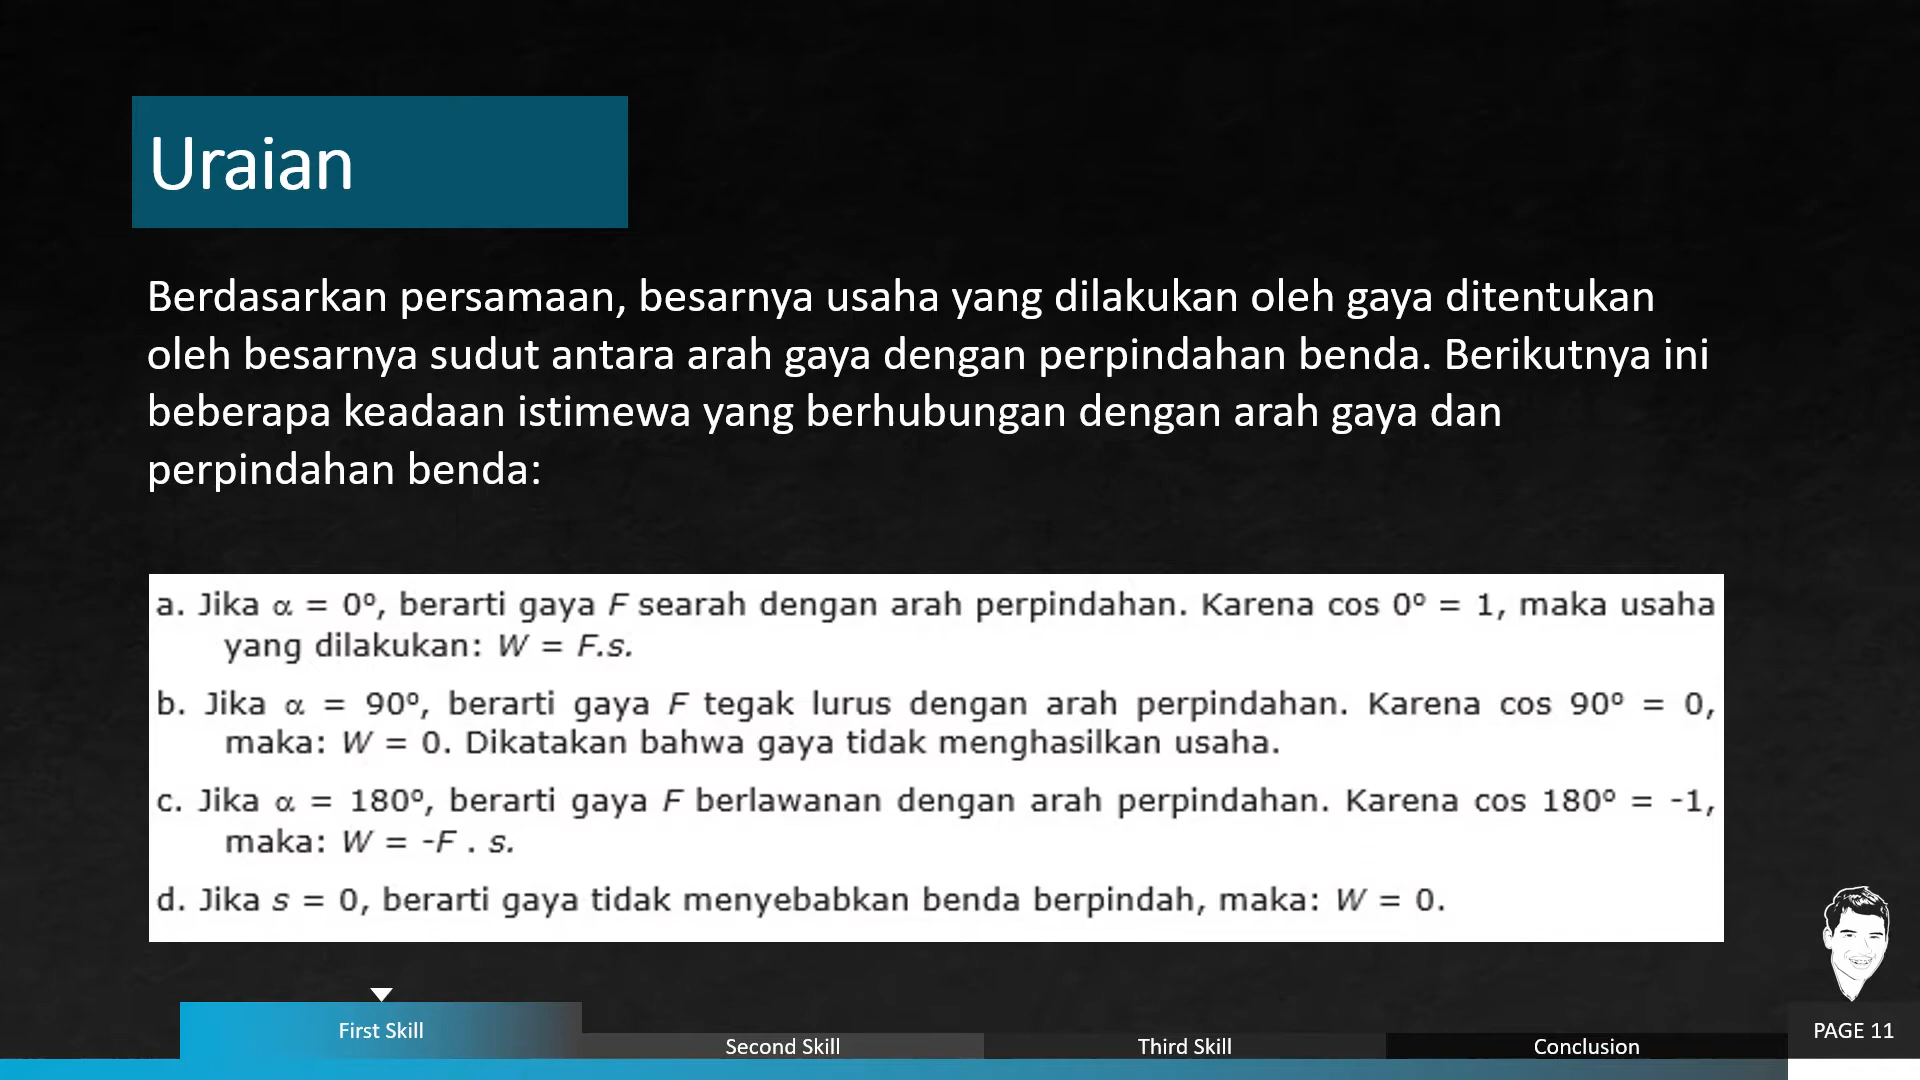 Uraian
Berdasarkan persamaan, besarnya usaha yang dilakukan oleh gaya ditentukan
oleh besarnya sudut antara arah gaya dengan perpindahan benda. Berikutnya ini
beberapa keadaan istimewa yang berhubungan dengan arah gaya dan
perpindahan benda:
a. Jika α = 0º, berarti gaya F searah dengan arah perpindahan. Karena cos 0º = 1, maka usaha
yang dilakukan: W = F.s.
b. Jika α = 90º, berarti gaya F tegak lurus dengan arah perpindahan. Karena cos 90º = 0,
maka: W = 0. Dikatakan bahwa gaya tidak menghasilkan usaha.
c. Jika α = 180º, berarti gaya F berlawanan dengan arah perpindahan. Karena cos 180º = -1,
maka: W = -F . s.
d. Jika s = 0, berarti gaya tidak menyebabkan benda berpindah, maka: W = 0.
First Skill
Second Skill
Third Skill
Conclusion
PAGE 11